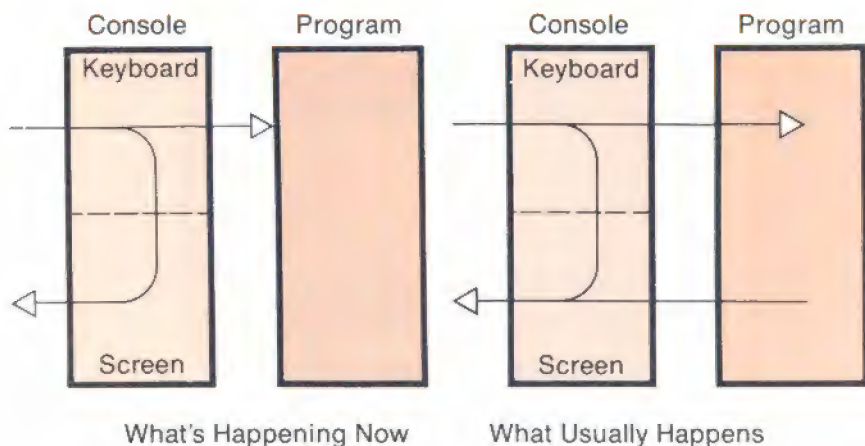 Console Program Console Program
Keyboard Keyboard
Screen Screen
What's Happening Now What Usually Happens